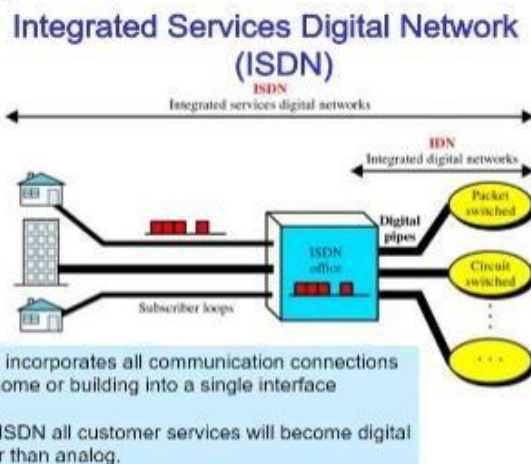 Integrated Services Digital Network
(ISDN)
ISDN
Integrated services digital networks
IDN
Integrated digital networks
Packet
switched
Digital
pipes
ISDN
office
Circuit
switched
Subscriber loops
. . .
incorporates all communication connections
ome or building into a single interface
ISDN all customer services will become digital
r than analog.